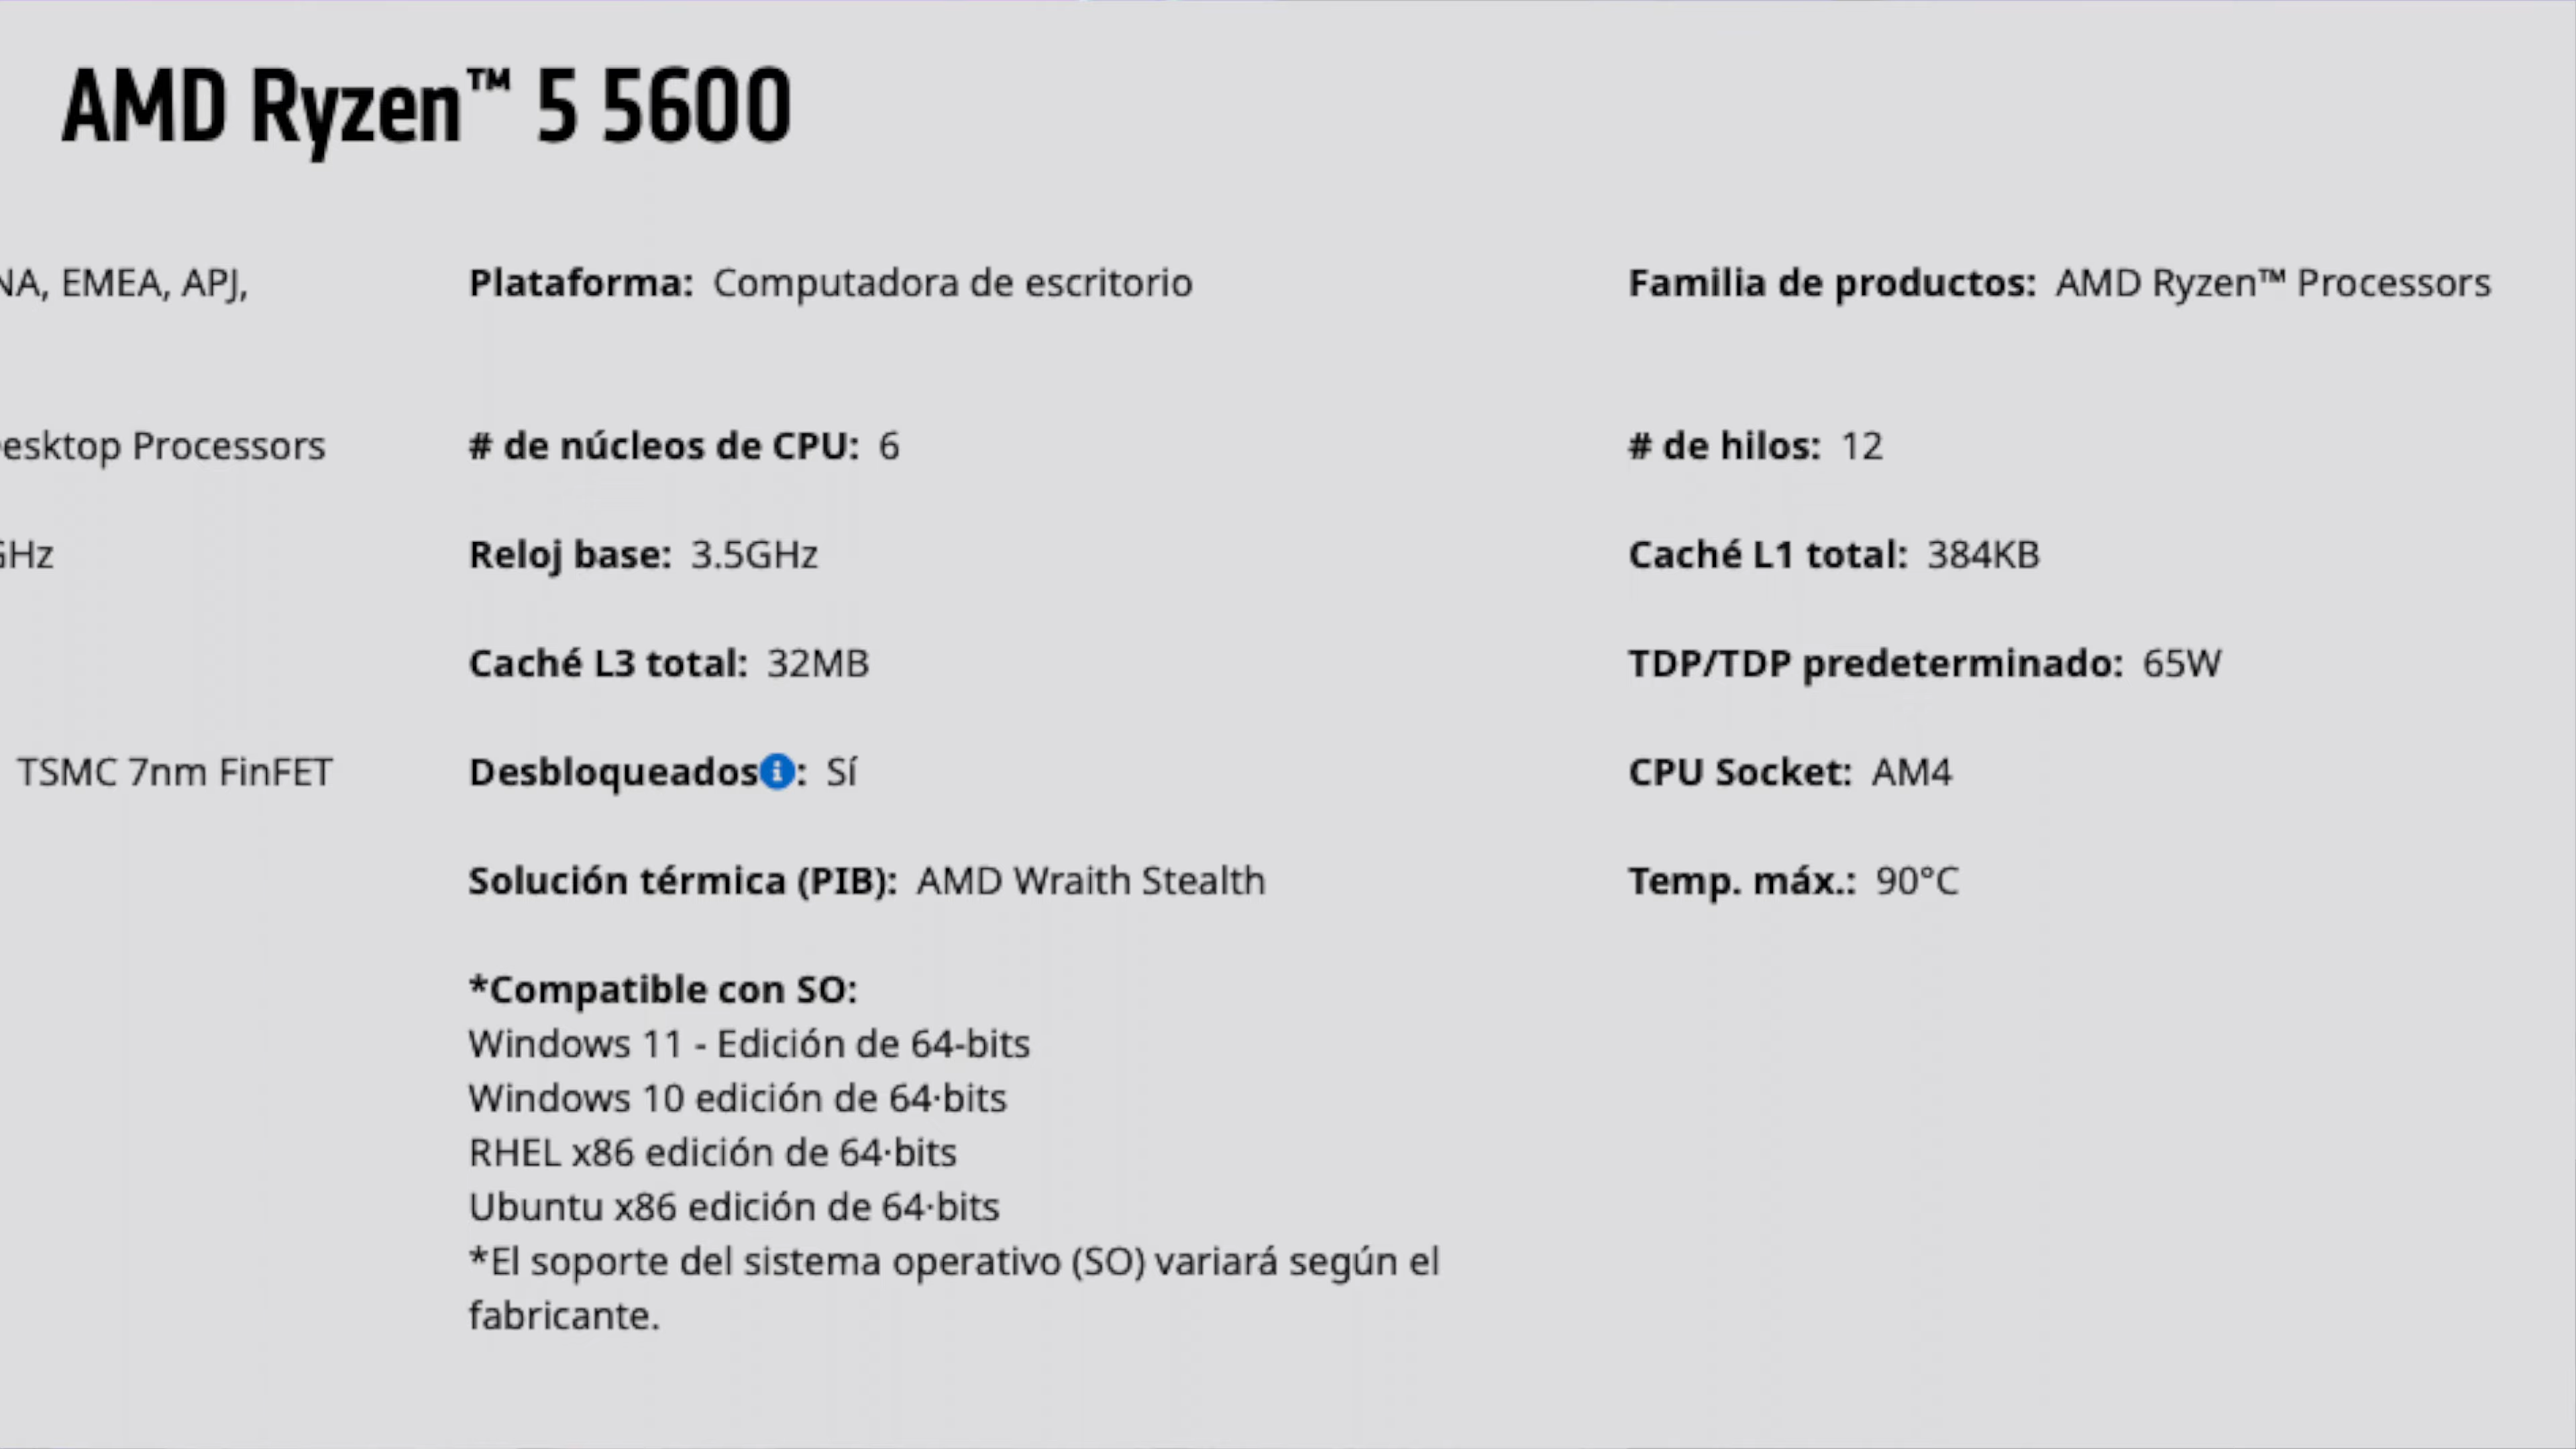 AMD Ryzen™ 5 5600
NA, EMEA, APJ,
Plataforma: Computadora de escritorio
Familia de productos: AMD Ryzen™ Processors
esktop Processors
# de núcleos de CPU: 6
# de hilos: 12
GHz
Reloj base: 3.5GHz
Caché L1 total: 384KB
Caché L3 total: 32MB
TDP/TDP predeterminado: 65W
TSMC 7nm FinFET
Desbloqueados: Sí
CPU Socket: AM4
Solución térmica (PIB): AMD Wraith Stealth
Temp. máx.: 90°C
*Compatible con SO:
Windows 11 - Edición de 64-bits
Windows 10 edición de 64·bits
RHEL x86 edición de 64·bits
Ubuntu x86 edición de 64·bits
*El soporte del sistema operativo (SO) variará según el
fabricante.